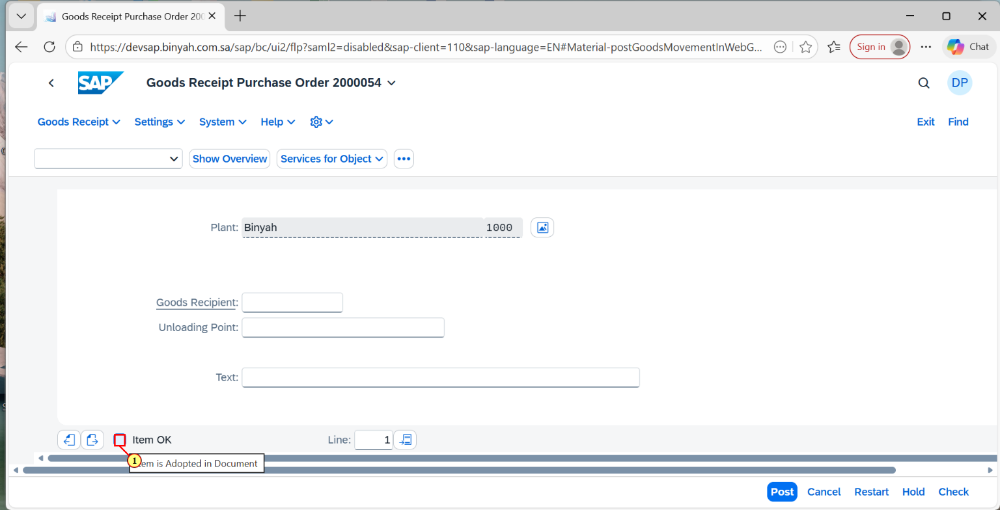 Goods Receipt Purchase Order 200
https://devsap.binyah.com.sa/sap/bc/ui2/flp?saml2=disabled&sap-client=110&sap-language=EN#Material-postGoodsMovementInWebG...
Sign in
Chat
SAP
Goods Receipt Purchase Order 2000054
DP
Goods Receipt
Settings
System
Help
Exit
Find
Show Overview
Services for Object
Plant: Binyah 1000
Goods Recipient:
Unloading Point:
Text:
Item OK
Line: 1
1
tem is Adopted in Document
Post
Cancel
Restart
Hold
Check